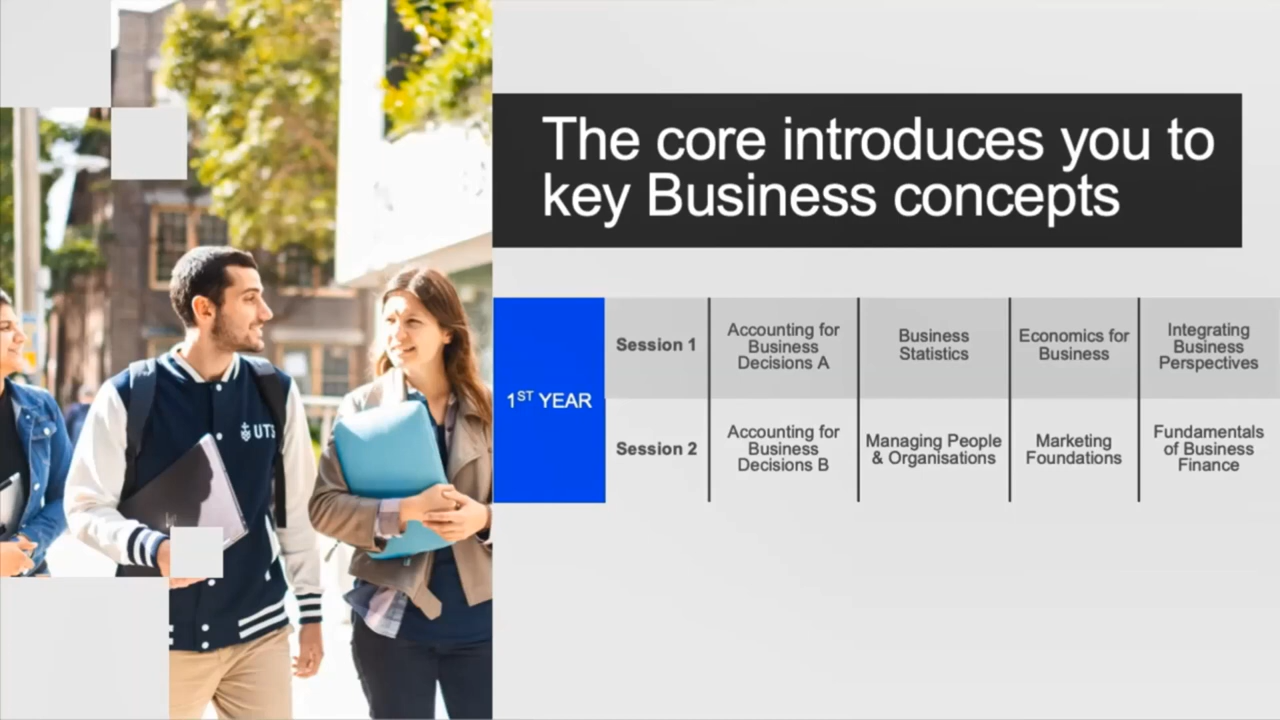 The core introduces you to
key Business concepts
1ST YEAR
Session 1
Accounting for
Business
Decisions A
Business
Statistics
Economics for
Business
Integrating
Business
Perspectives
Session 2
Accounting for
Business
Decisions B
Managing People
& Organisations
Marketing
Foundations
Fundamentals
of Business
Finance
UTS